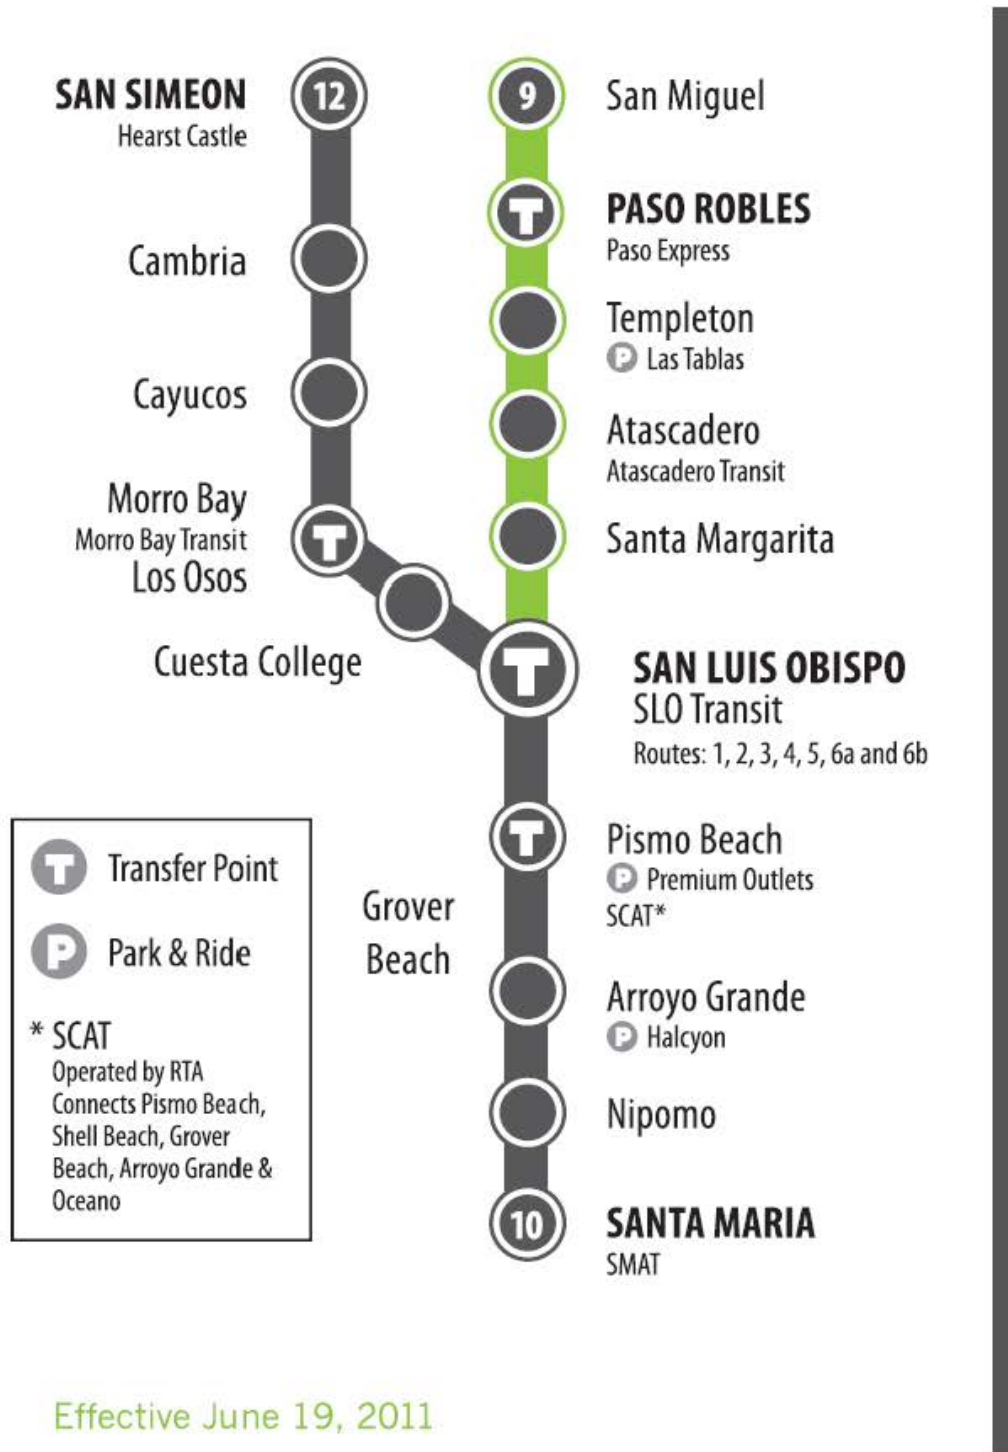 SAN SIMEON
Hearst Castle
12
Cambria
Cayucos
Morro Bay
Morro Bay Transit
Los Osos
T
Cuesta College
9
San Miguel
T
PASO ROBLES
Paso Express
Templeton
P Las Tablas
Atascadero
Atascadero Transit
Santa Margarita
T
SAN LUIS OBISPO
SLO Transit
Routes: 1, 2, 3, 4, 5, 6a and 6b
T
Pismo Beach
P Premium Outlets
SCAT*
Grover
Beach
Arroyo Grande
P Halcyon
Nipomo
10
SANTA MARIA
SMAT
T Transfer Point
P Park & Ride
* SCAT
Operated by RTA
Connects Pismo Beach,
Shell Beach, Grover
Beach, Arroyo Grande &
Oceano
Effective June 19, 2011